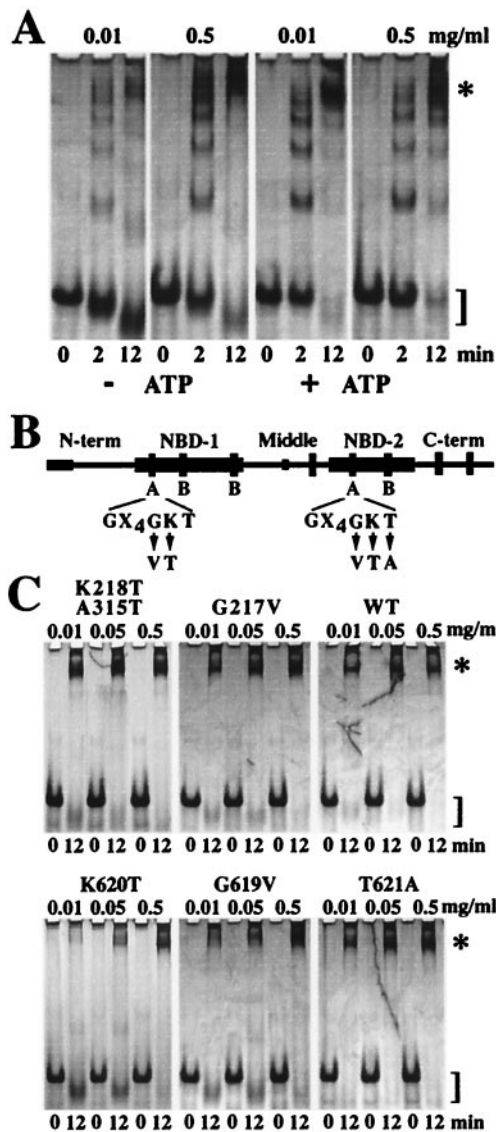 A
0.01 0.5 0.01 0.5 mg/ml
*
]
0 2 12 0 2 12 0 2 12 0 2 12 min
- ATP + ATP
B
N-term NBD-1 Middle NBD-2 C-term
A B B A B
GX4GKT GX4GKT
VT VTA
C
K218T
A315T G217V WT
0.01 0.05 0.5 0.01 0.05 0.5 0.01 0.05 0.5 mg/m
*
]
0 12 0 12 0 12 0 12 0 12 0 12 0 12 0 12 0 12 min
K620T G619V T621A
0.01 0.05 0.5 0.01 0.05 0.5 0.01 0.05 0.5 mg/ml
*
]
0 12 0 12 0 12 0 12 0 12 0 12 0 12 0 12 0 12 min